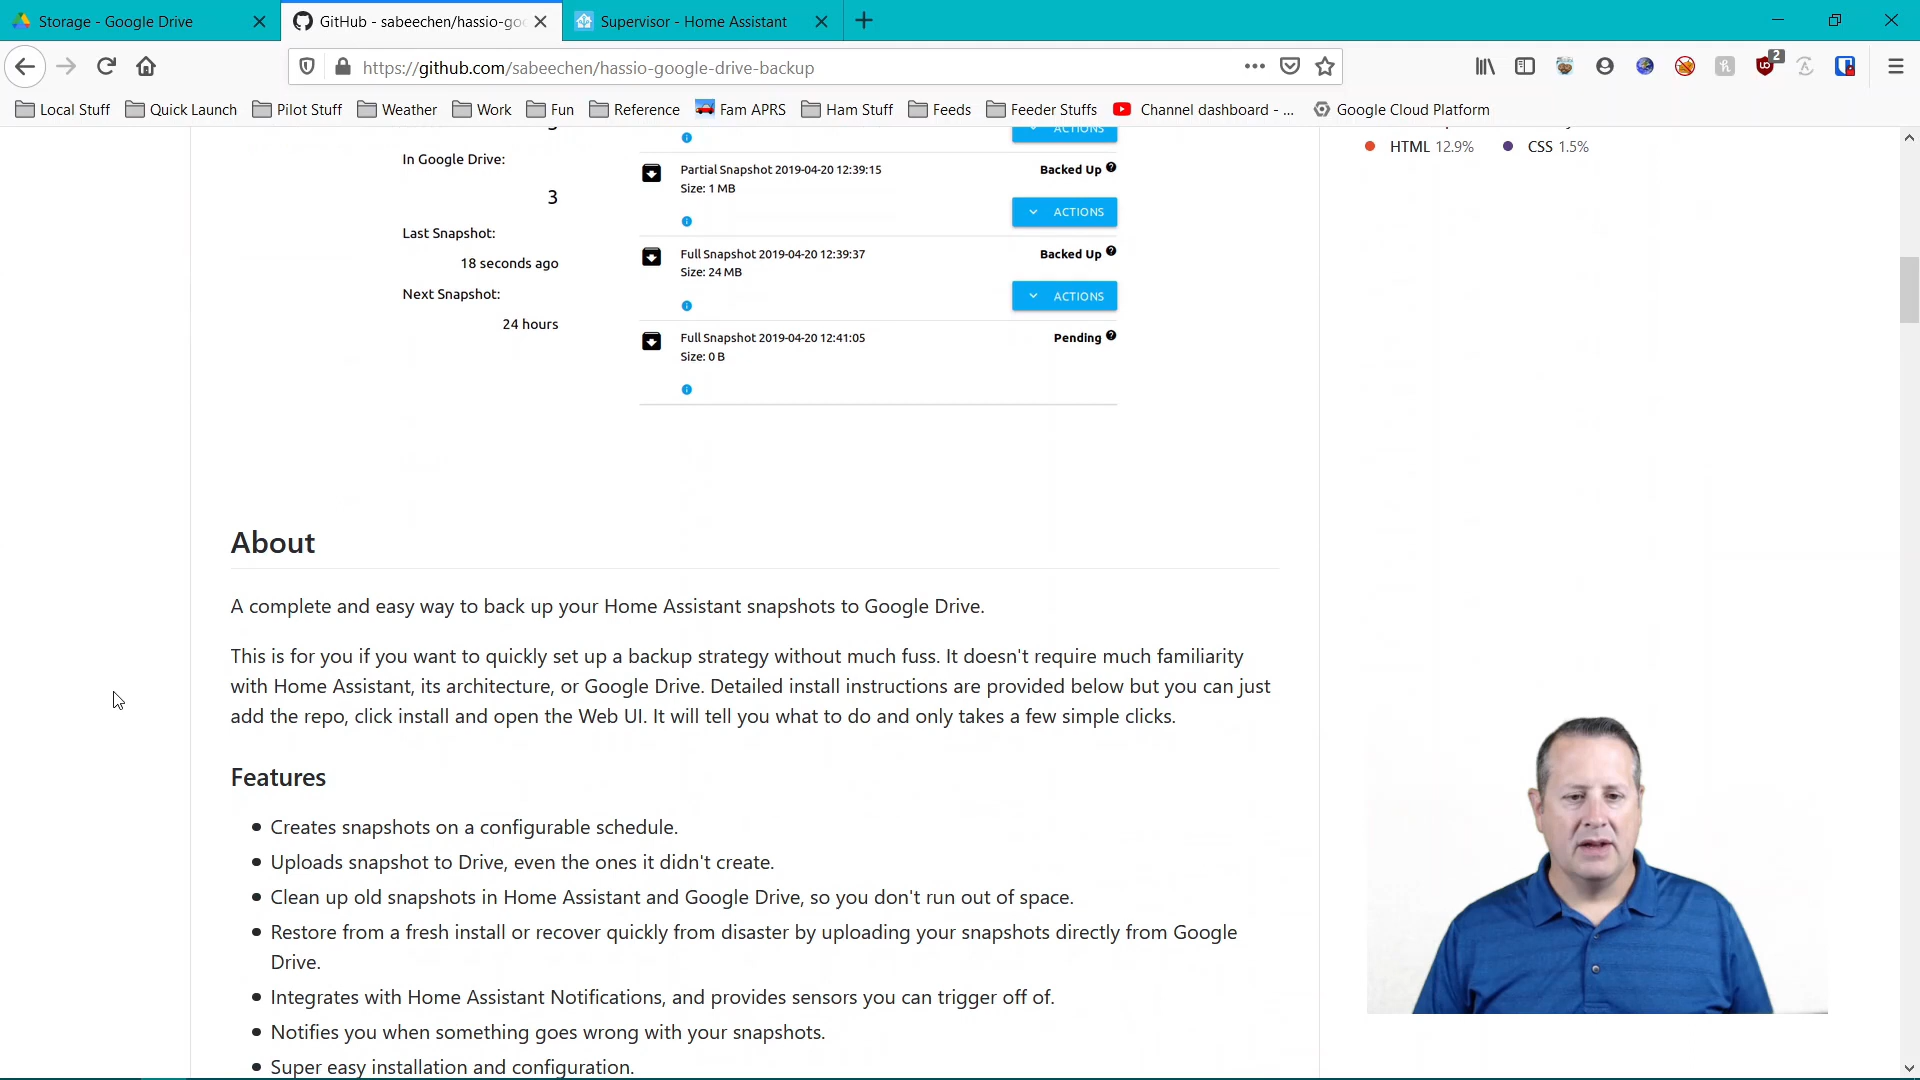 Storage - Google Drive
GitHub - sabeechen/hassio-goo
Supervisor - Home Assistant
https://github.com/sabeechen/hassio-google-drive-backup
2
Local Stuff
Quick Launch
Pilot Stuff
Weather
Work
Fun
Reference
Fam APRS
Ham Stuff
Feeds
Feeder Stuffs
Channel dashboard - ...
Google Cloud Platform
ACTIONS
HTML 12.9%
CSS 1.5%
In Google Drive:
3
Last Snapshot:
18 seconds ago
Next Snapshot:
24 hours
Partial Snapshot 2019-04-20 12:39:15
Backed Up
Size: 1 MB
ACTIONS
Full Snapshot 2019-04-20 12:39:37
Backed Up
Size: 24 MB
ACTIONS
Full Snapshot 2019-04-20 12:41:05
Pending
Size: 0 B
About
A complete and easy way to back up your Home Assistant snapshots to Google Drive.
This is for you if you want to quickly set up a backup strategy without much fuss. It doesn't require much familiarity
with Home Assistant, its architecture, or Google Drive. Detailed install instructions are provided below but you can just
add the repo, click install and open the Web UI. It will tell you what to do and only takes a few simple clicks.
Features
• Creates snapshots on a configurable schedule.
• Uploads snapshot to Drive, even the ones it didn't create.
• Clean up old snapshots in Home Assistant and Google Drive, so you don't run out of space.
• Restore from a fresh install or recover quickly from disaster by uploading your snapshots directly from Google
Drive.
• Integrates with Home Assistant Notifications, and provides sensors you can trigger off of.
• Notifies you when something goes wrong with your snapshots.
• Super easy installation and configuration.